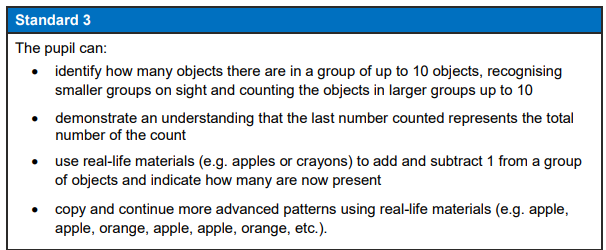 Standard 3
The pupil can:
• identify how many objects there are in a group of up to 10 objects, recognising
smaller groups on sight and counting the objects in larger groups up to 10
• demonstrate an understanding that the last number counted represents the total
number of the count
• use real-life materials (e.g. apples or crayons) to add and subtract 1 from a group
of objects and indicate how many are now present
• copy and continue more advanced patterns using real-life materials (e.g. apple,
apple, orange, apple, apple, orange, etc.).